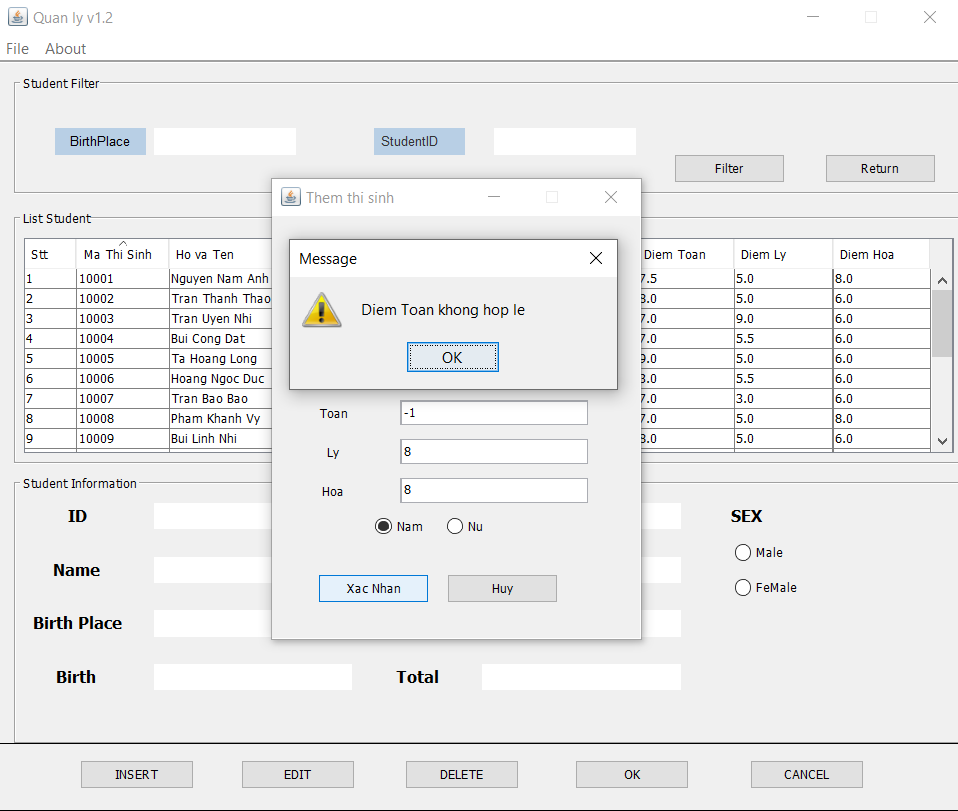 Quan ly v1.2
File About
Student Filter
BirthPlace StudentID
Filter Return
Them thi sinh
List Student
Stt Ma Thi Sinh Ho va Ten Diem Toan Diem Ly Diem Hoa
1 10001 Nguyen Nam Anh 7.5 5.0 8.0
2 10002 Tran Thanh Thao 8.0 5.0 6.0
3 10003 Tran Uyen Nhi 7.0 9.0 6.0
4 10004 Bui Cong Dat 7.0 5.5 6.0
5 10005 Ta Hoang Long 9.0 5.0 6.0
6 10006 Hoang Ngoc Duc 5.5 6.0
7 10007 Tran Bao Bao 7.0 3.0 6.0
8 10008 Pham Khanh Vy 7.0 5.0 8.0
9 10009 Bui Linh Nhi 5.0 6.0
Message
Diem Toan khong hop le
OK
Toan -1
Ly 8
Hoa 8
Nam Nu
Xac Nhan Huy
Student Information
ID
Name
Birth Place
Birth Total
SEX
Male
FeMale
INSERT EDIT DELETE OK CANCEL